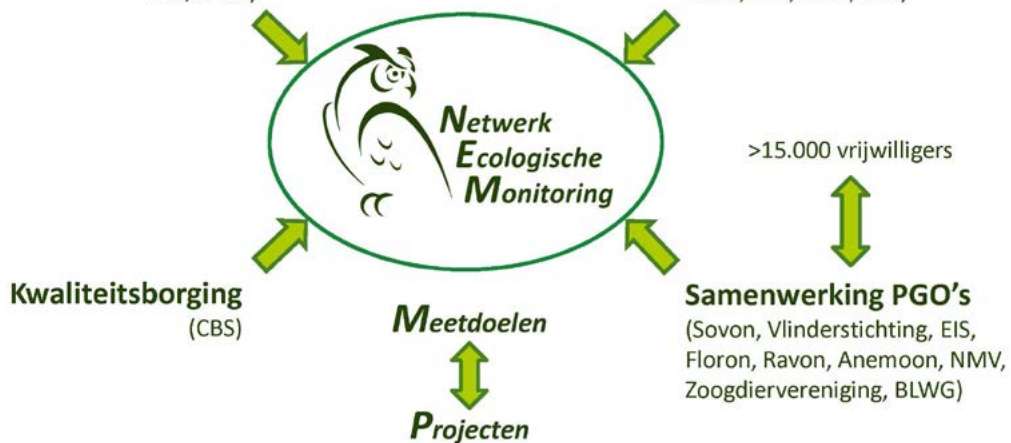 Netwerk
Ecologische
Monitoring
>15.000 vrijwilligers
Kwaliteitsborging
(CBS)
Meetdoelen
Projecten
Samenwerking PGO's
(Sovon, Vlinderstichting, EIS,
Floron, Ravon, Anemoon, NMV,
Zoogdiervereniging, BLWG)